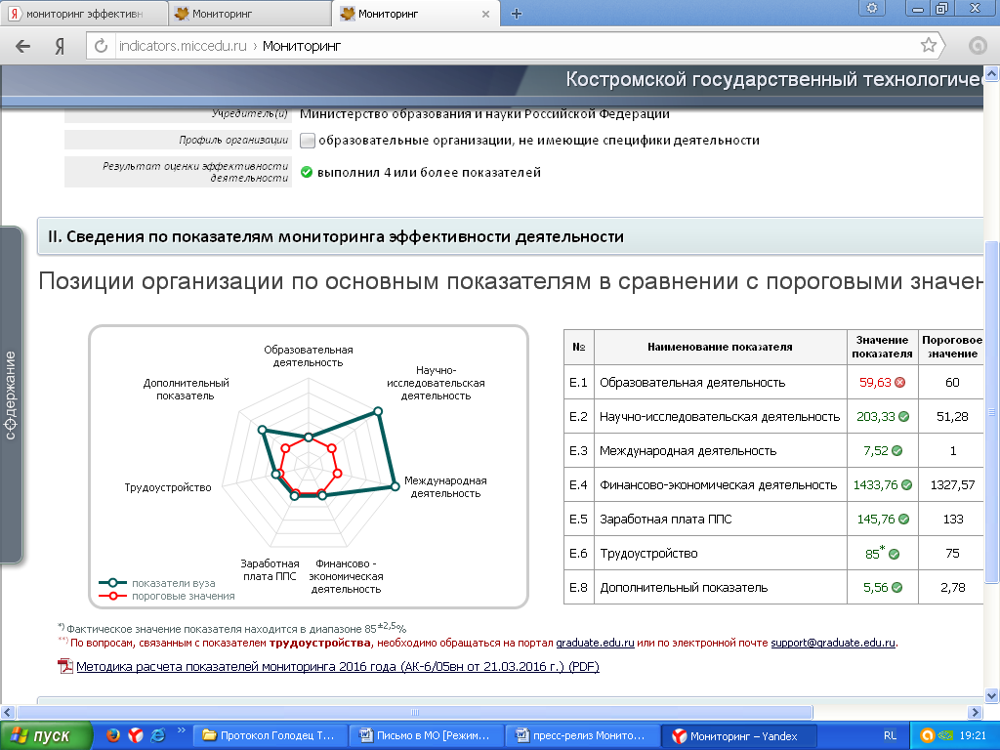 мониторинг эффективн
Мониторинг
Мониторинг
indicators.miccedu.ru › Мониторинг
Костромской государственный технологичес
Учредитель(и) Министерство образования и науки Российской Федерации
Профиль организации образовательные организации, не имеющие специфики деятельности
Результат оценки эффективности
деятельности
выполнил 4 или более показателей
содержание
II. Сведения по показателям мониторинга эффективности деятельности
Позиции организации по основным показателям в сравнении с пороговыми значен
Образовательная
деятельность
Научно-
исследовательская
деятельность
Международная
деятельность
Финансово -
экономическая
деятельность
Заработная
плата ППС
Трудоустройство
Дополнительный
показатель
показатели вуза
пороговые значения
№ Наименование показателя Значение показателя Пороговое значение
E.1 Образовательная деятельность 59,63 60
E.2 Научно-исследовательская деятельность 203,33 51,28
E.3 Международная деятельность 7,52 1
E.4 Финансово-экономическая деятельность 1433,76 1327,57
E.5 Заработная плата ППС 145,76 133
E.6 Трудоустройство 85* 75
E.8 Дополнительный показатель 5,56 2,78
*) Фактическое значение показателя находится в диапазоне 85±2,5%
**) По вопросам, связанным с показателем трудоустройства, необходимо обращаться на портал graduate.edu.ru или по электронной почте support@graduate.edu.ru.
Методика расчета показателей мониторинга 2016 года (АК-6/05вн от 21.03.2016 г.) (PDF)
пуск
Протокол Голодец Т...
Письмо в МО [Режим...
пресс-релиз Монито...
Мониторинг – Yandex
RL
19:21